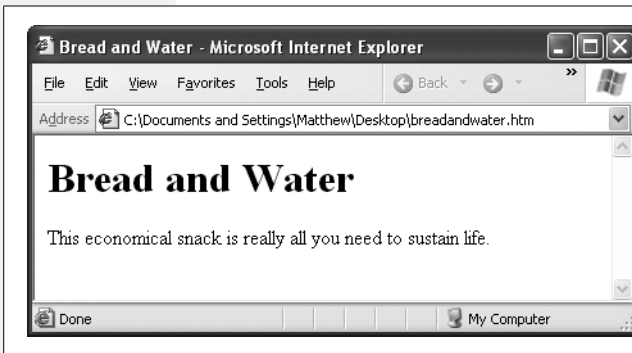 Bread and Water - Microsoft Internet Explorer
File Edit View Favorites Tools Help Back »
Address C:\Documents and Settings\Matthew\Desktop\breadandwater.htm
Bread and Water
This economical snack is really all you need to sustain life.
Done My Computer